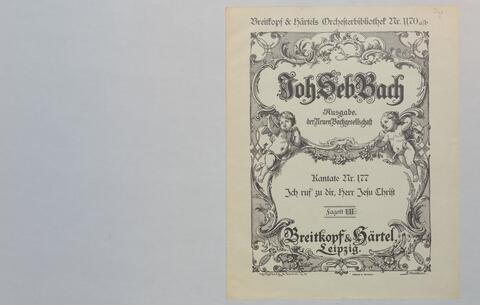 Breitkopf & Härtels Orchesterbibliothek Nr. 1170 a/b
Joh. Seb. Bach
Ausgabe
der Neuen Bachgesellschaft
Kantate Nr. 177
Ich ruf' zu dir, Herr Jesu Christ
Fagott
Breitkopf & Härtel,
Leipzig.